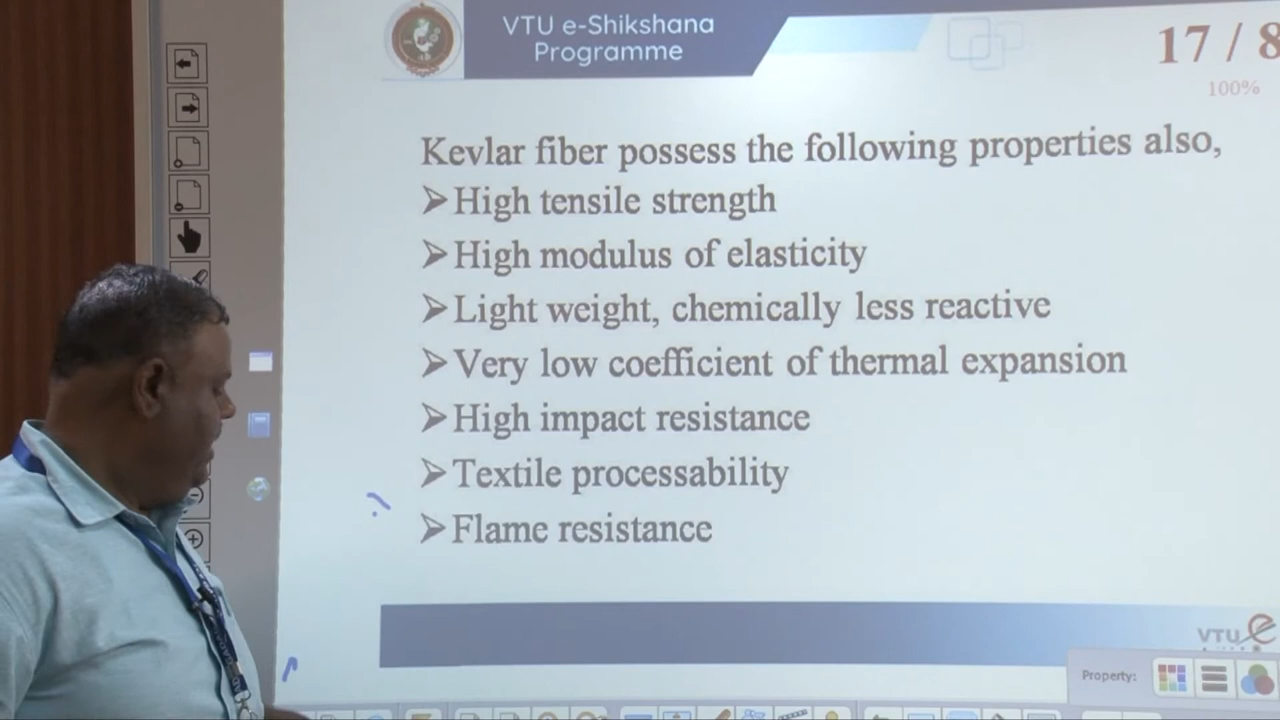 VTU e-Shikshana
Programme
17 / 8
100%
Kevlar fiber possess the following properties also,
➢High tensile strength
➢High modulus of elasticity
➢Light weight, chemically less reactive
➢Very low coefficient of thermal expansion
➢High impact resistance
➢Textile processability
➢Flame resistance
VTU e
Property: